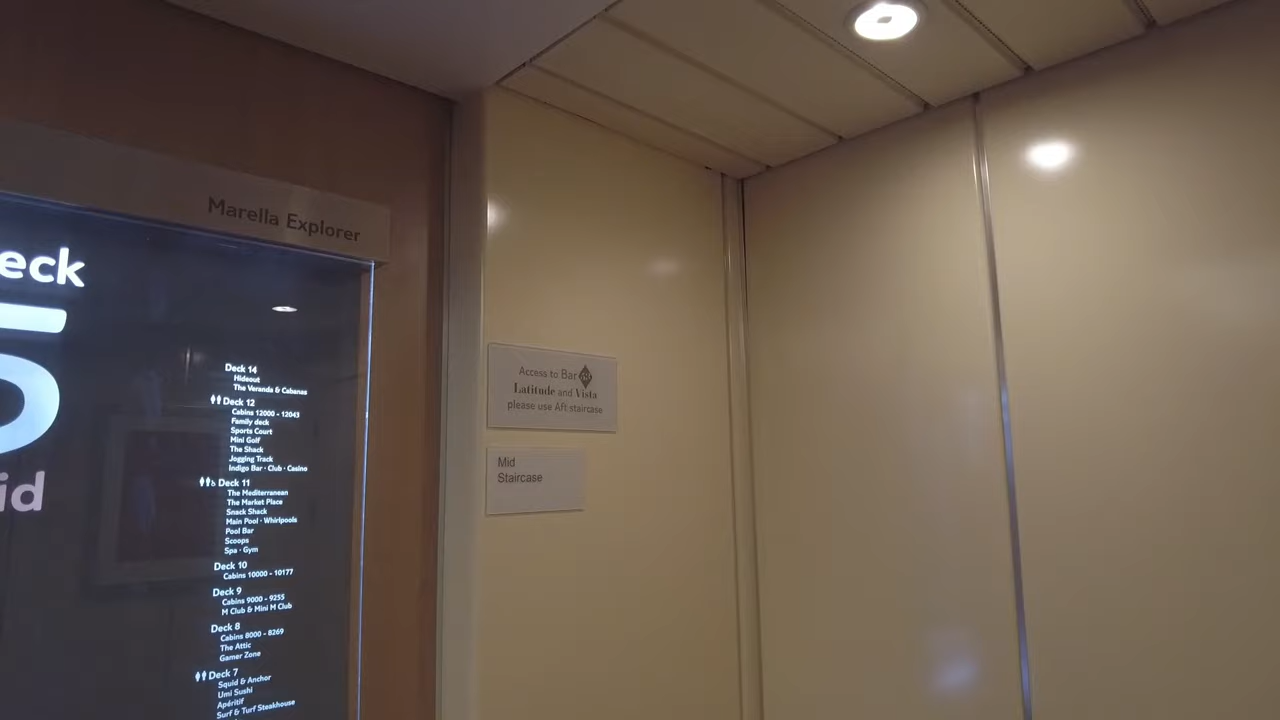 Marella Explorer
eck
5
id
Deck 14
Hideout
The Veranda & Cabanas
Deck 12
Cabins 12000 - 12043
Family deck
Sports Court
Mini Golf
The Shack
Jogging Track
Indigo Bar · Club · Casino
Deck 11
The Mediterranean
The Market Place
Snack Shack
Main Pool · Whirlpools
Pool Bar
Scoops
Spa · Gym
Deck 10
Cabins 10000 - 10177
Deck 9
Cabins 9000 - 9255
M Club & Mini M Club
Deck 8
Cabins 8000 - 8269
The Attic
Gamer Zone
Deck 7
Squid & Anchor
Umi Sushi
Apéritif
Surf & Turf Steakhouse
Access to Bar
Latitude and Vista
please use Aft staircase
Mid
Staircase